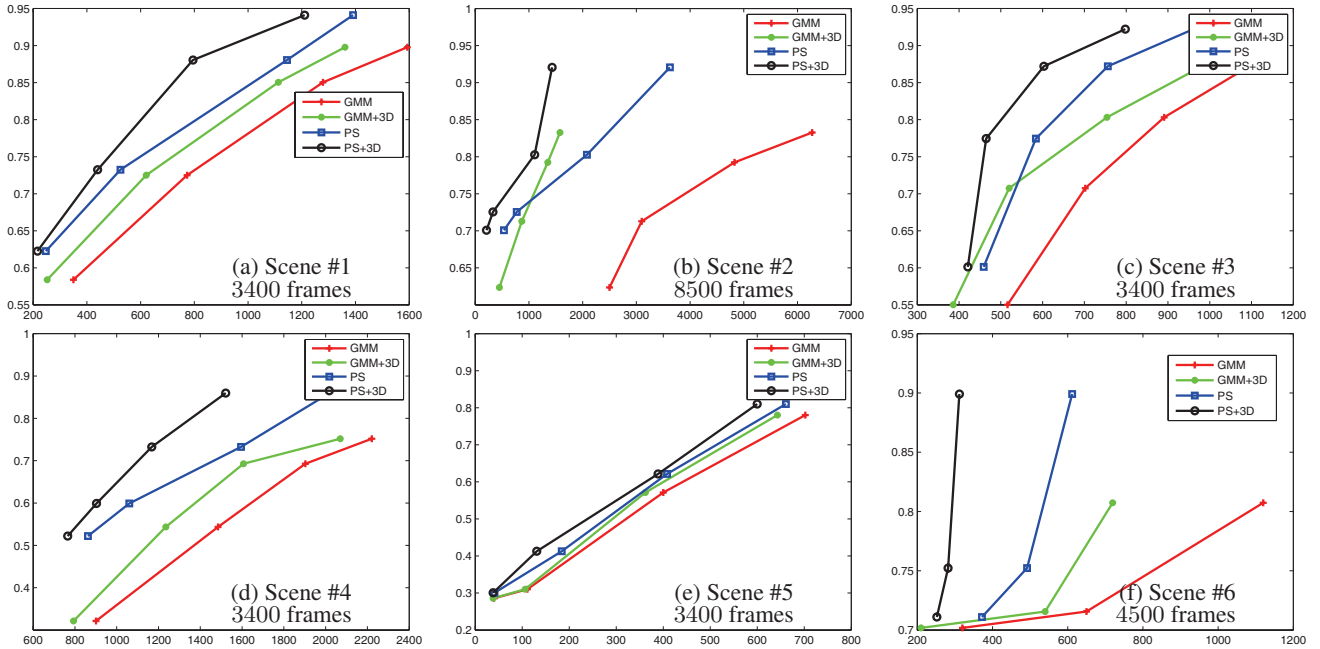 0.95
0.9
0.85
0.8
0.75
0.7
0.65
0.6
0.55
GMM
GMM+3D
PS
PS+3D
(a) Scene #1
3400 frames
200 400 600 800 1000 1200 1400 1600
1
0.95
0.9
0.85
0.8
0.75
0.7
0.65
GMM
GMM+3D
PS
PS+3D
(b) Scene #2
8500 frames
0 1000 2000 3000 4000 5000 6000 7000
0.95
0.9
0.85
0.8
0.75
0.7
0.65
0.6
0.55
GMM
GMM+3D
PS
PS+3D
(c) Scene #3
3400 frames
300 400 500 600 700 800 900 1000 1100 1200
1
0.9
0.8
0.7
0.6
0.5
0.4
GMM
GMM+3D
PS
PS+3D
(d) Scene #4
3400 frames
600 800 1000 1200 1400 1600 1800 2000 2200 2400
1
0.9
0.8
0.7
0.6
0.5
0.4
0.3
0.2
GMM
GMM+3D
PS
PS+3D
(e) Scene #5
3400 frames
0 100 200 300 400 500 600 700 800
0.95
0.9
0.85
0.8
0.75
0.7
GMM
GMM+3D
PS
PS+3D
(f) Scene #6
4500 frames
200 400 600 800 1000 1200